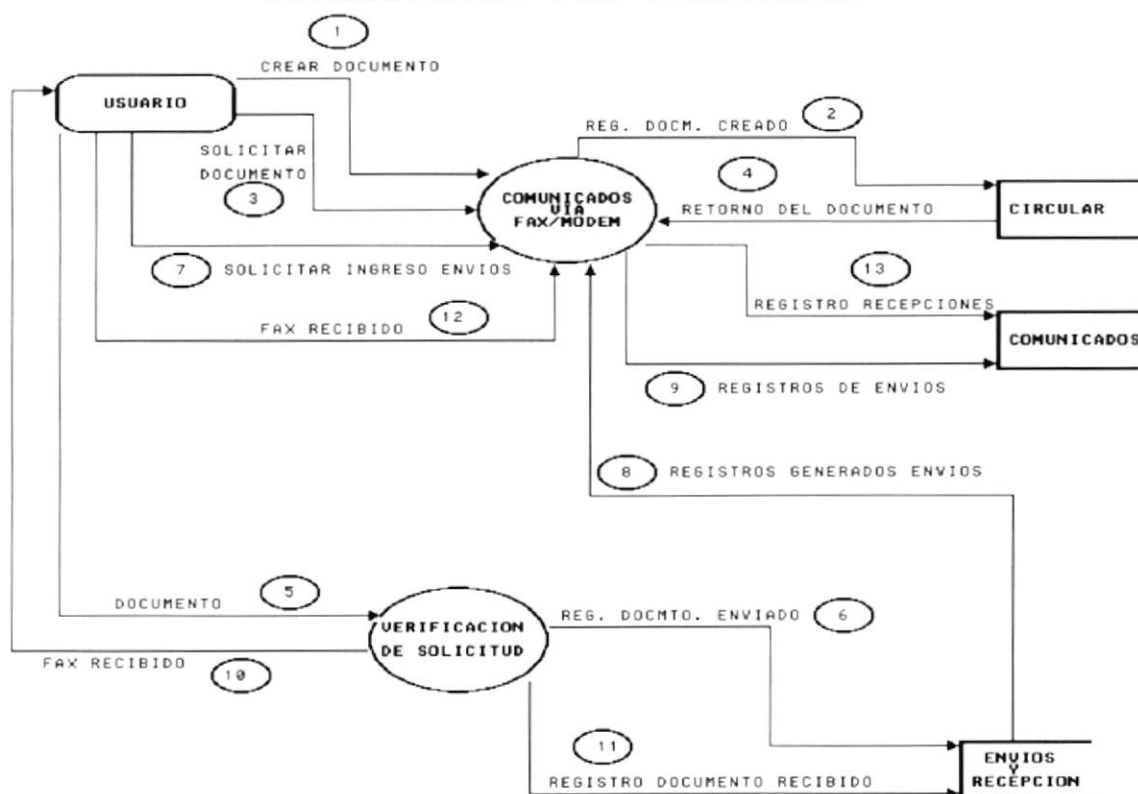 1
CREAR DOCUMENTO
USUARIO
2
REG. DOCM. CREADO
SOLICITAR
DOCUMENTO
3
4
COMUNICADOS
VIA
FAX/MODEM
RETORNO DEL DOCUMENTO
CIRCULAR
7
SOLICITAR INGRESO ENVIOS
13
REGISTRO RECEPCIONES
12
FAX RECIBIDO
COMUNICADOS
9
REGISTROS DE ENVIOS
8
REGISTROS GENERADOS ENVIOS
5
DOCUMENTO
REG. DOCMTO. ENVIADO
6
VERIFICACION
DE SOLICITUD
FAX RECIBIDO
10
11
REGISTRO DOCUMENTO RECIBIDO
ENVIOS
Y
RECEPCION